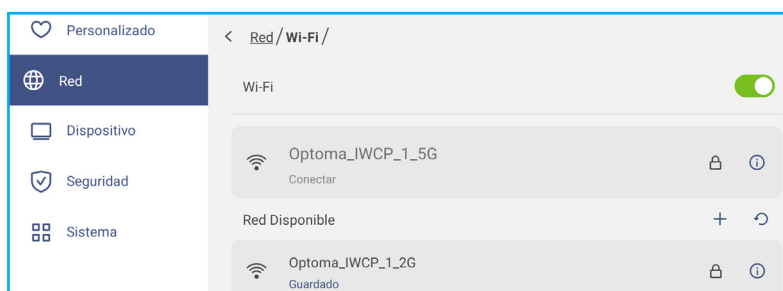 Personalizado
Red
Dispositivo
Seguridad
Sistema
Red/Wi-Fi/
Wi-Fi
Optoma_IWCP_1_5G
Conectar
Red Disponible
Optoma_IWCP_1_2G
Guardado